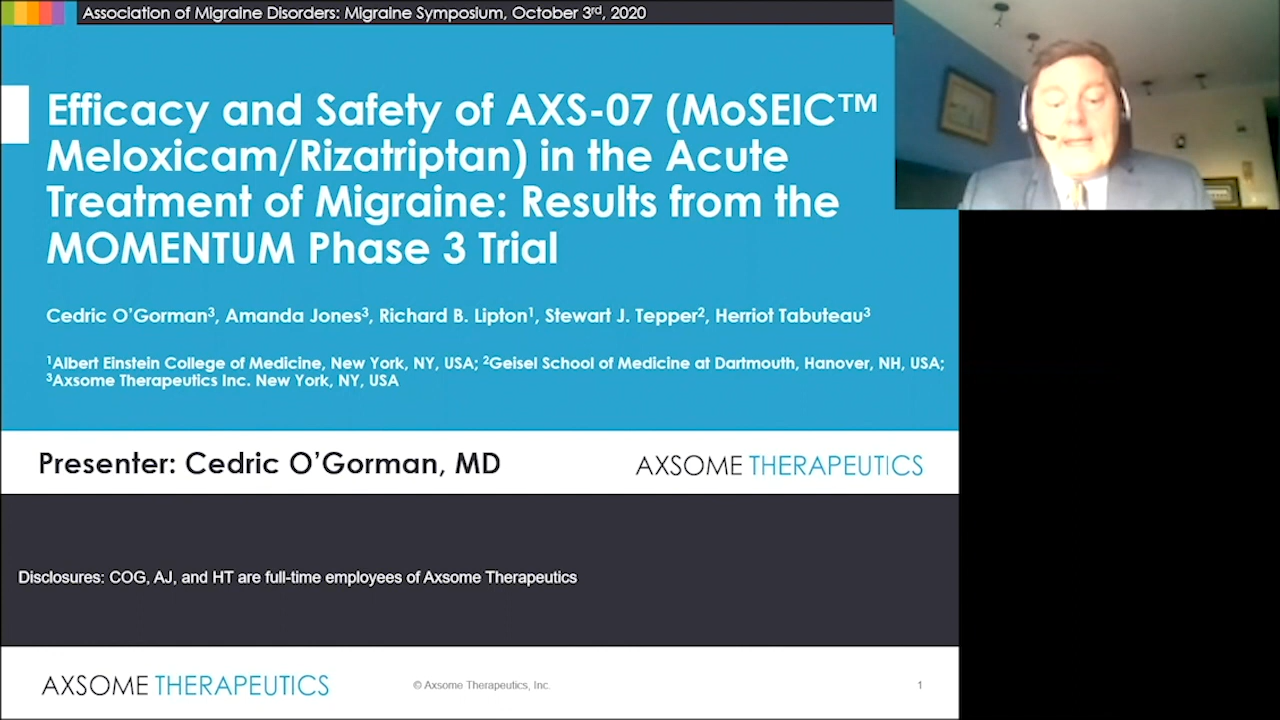 Association of Migraine Disorders: Migraine Symposium, October 3rd, 2020
Efficacy and Safety of AXS-07 (MoSEIC™
Meloxicam/Rizatriptan) in the Acute
Treatment of Migraine: Results from the
MOMENTUM Phase 3 Trial
Cedric O’Gorman³, Amanda Jones³, Richard B. Lipton¹, Stewart J. Tepper², Herriot Tabuteau³
¹Albert Einstein College of Medicine, New York, NY, USA; ²Geisel School of Medicine at Dartmouth, Hanover, NH, USA;
³Axsome Therapeutics Inc. New York, NY, USA
Presenter: Cedric O’Gorman, MD
AXSOME THERAPEUTICS
Disclosures: COG, AJ, and HT are full-time employees of Axsome Therapeutics
AXSOME THERAPEUTICS
© Axsome Therapeutics, Inc.
1